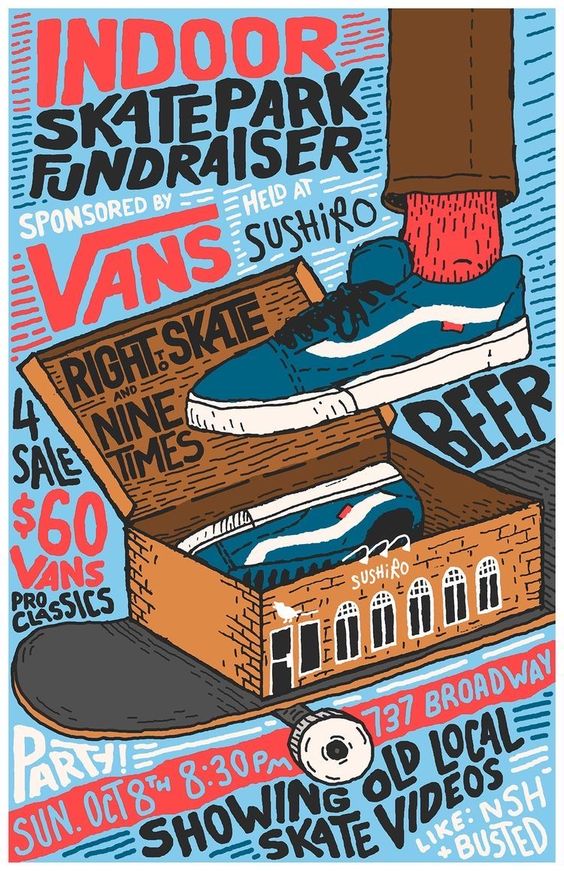 INDOOR
SKATEPARK
FUNDRAISER
SPONSORED BY
VANS
HELD AT
SUSHiRO
RIGHT TO SKATE
AND
NINE
TIMES
BEER
4
SALE
$60
VANS
PRO
CLASSICS
SUSHiRO
PARTY!
SUN. OCT 8TH 8:30PM
737 BROADWAY
SHOWING OLD LOCAL
SKATE VIDEOS
LIKE: NSH
+ BUSTED